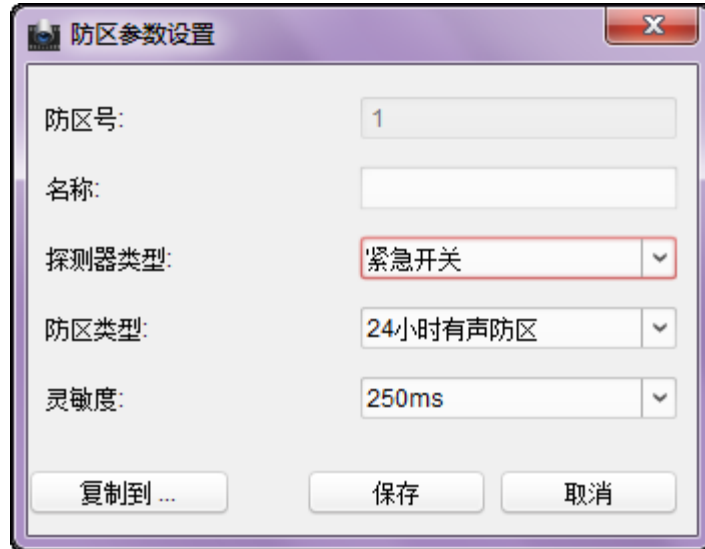 防区参数设置
防区号: 1
名称:
探测器类型: 紧急开关
防区类型: 24小时有声防区
灵敏度: 250ms
复制到 ... 保存 取消